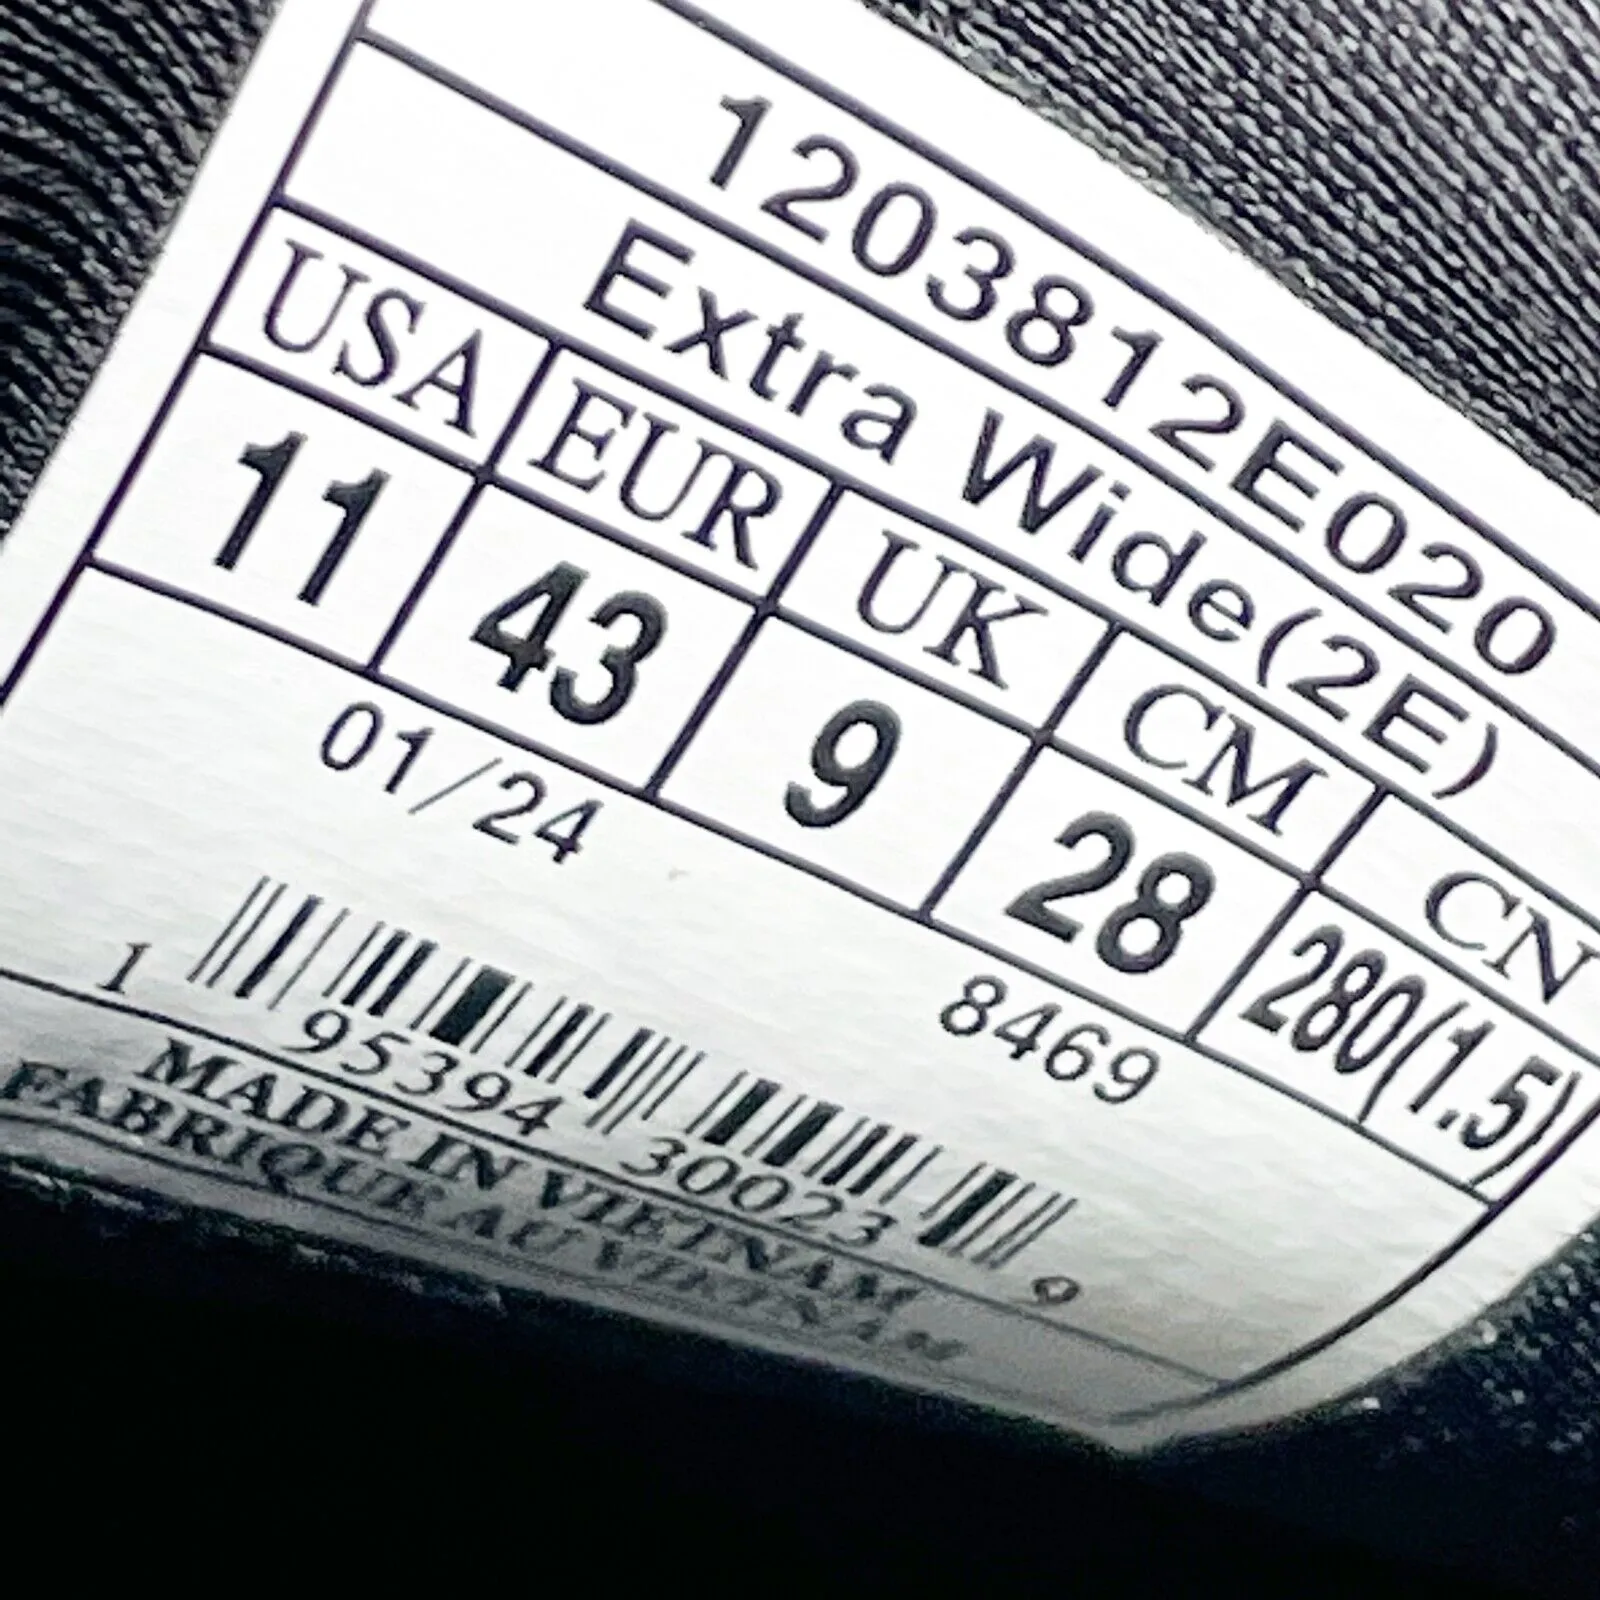 1203812E020
Extra Wide(2E)
USA EUR UK CM CN
11 43 9 28 280(1.5)
01/24 8469
1 95394 30023 9
MADE IN VIETNAM
FABRIQUE AU VIETNAM